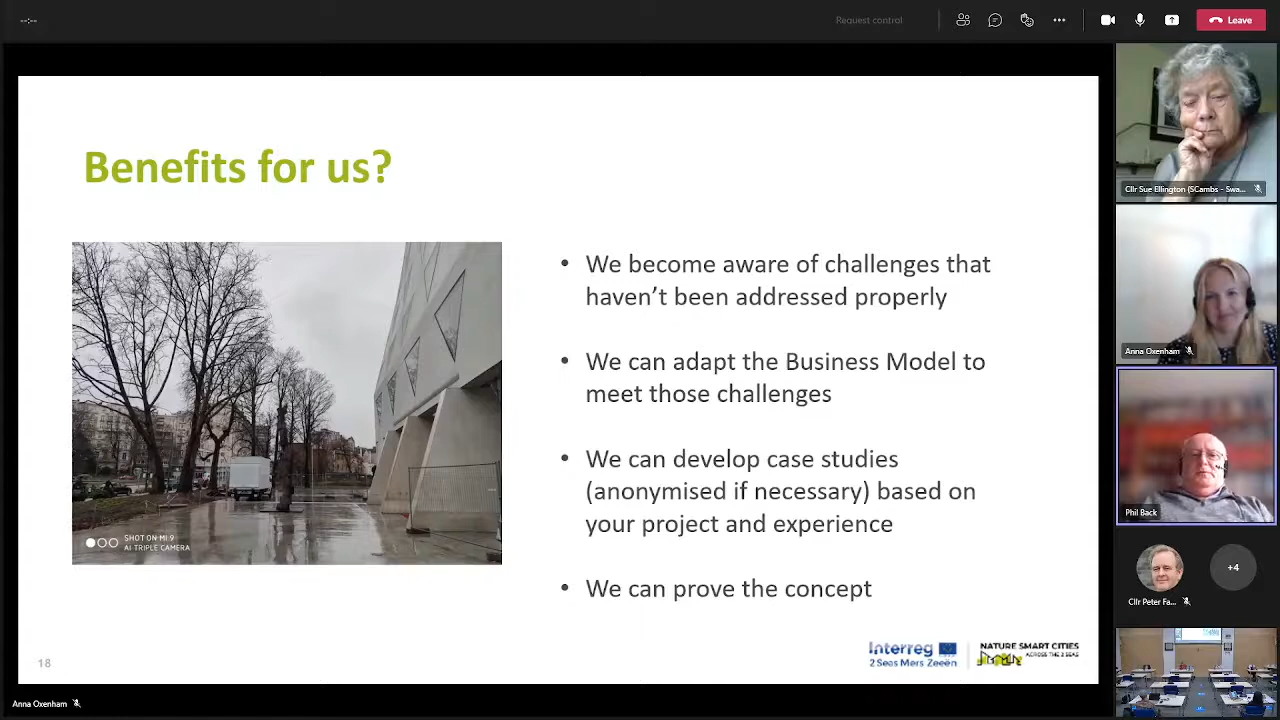 --:--
Request control
Leave
Benefits for us?
• We become aware of challenges that
haven't been addressed properly
• We can adapt the Business Model to
meet those challenges
• We can develop case studies
(anonymised if necessary) based on
your project and experience
• We can prove the concept
SHOT ON MI 9
AI TRIPLE CAMERA
18
Interreg
2 Seas Mers Zeeën
NATURE SMART CITIES
ACROSS THE 2 SEAS
Anna Oxenham
Cllr Sue Ellington (SCambs - Swa...
Anna Oxenham
Phil Back
+4
Cllr Peter Fa...